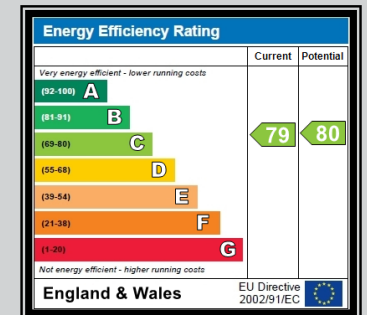 Energy Efficiency Rating
Current Potential
Very energy efficient - lower running costs
(92-100) A
(81-91) B
(69-80) C
79 80
(55-68) D
(39-54) E
(21-38) F
(1-20) G
Not energy efficient - higher running costs
England & Wales
EU Directive
2002/91/EC